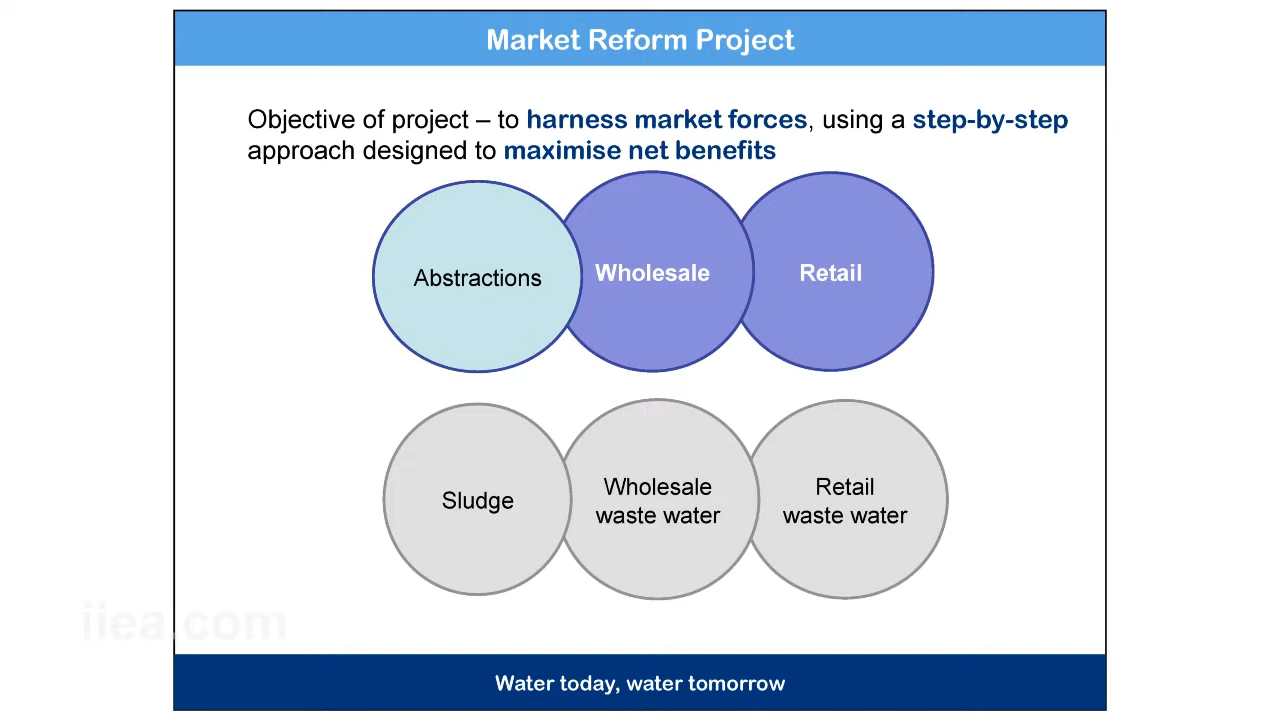 Market Reform Project
Objective of project – to harness market forces, using a step-by-step
approach designed to maximise net benefits
Abstractions
Wholesale
Retail
Sludge
Wholesale
waste water
Retail
waste water
iiea.com
Water today, water tomorrow